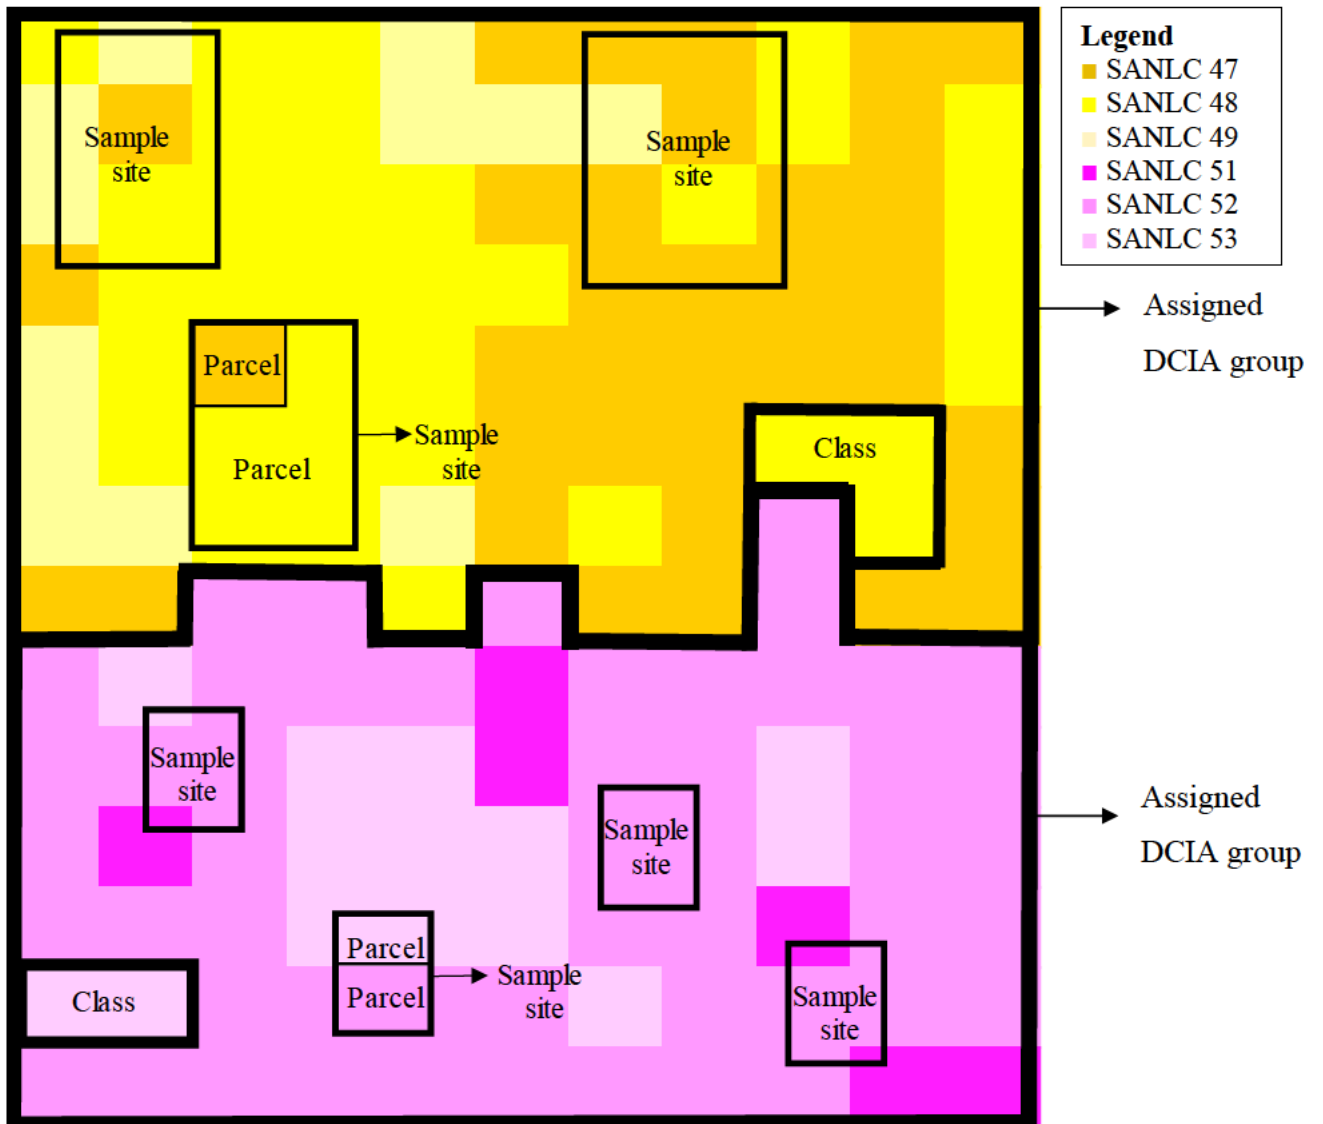 Legend
SANLC 47
SANLC 48
SANLC 49
SANLC 51
SANLC 52
SANLC 53
Sample
site
Sample
site
Assigned
DCIA group
Parcel
Parcel
Sample
site
Class
Sample
site
Sample
site
Assigned
DCIA group
Parcel
Parcel
Sample
site
Class
Sample
site